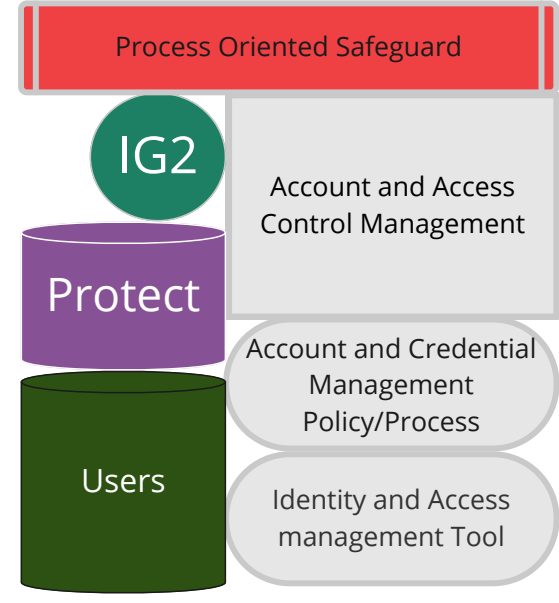 Process Oriented Safeguard
IG2
Account and Access
Control Management
Protect
Account and Credential
Management
Policy/Process
Users
Identity and Access
management Tool